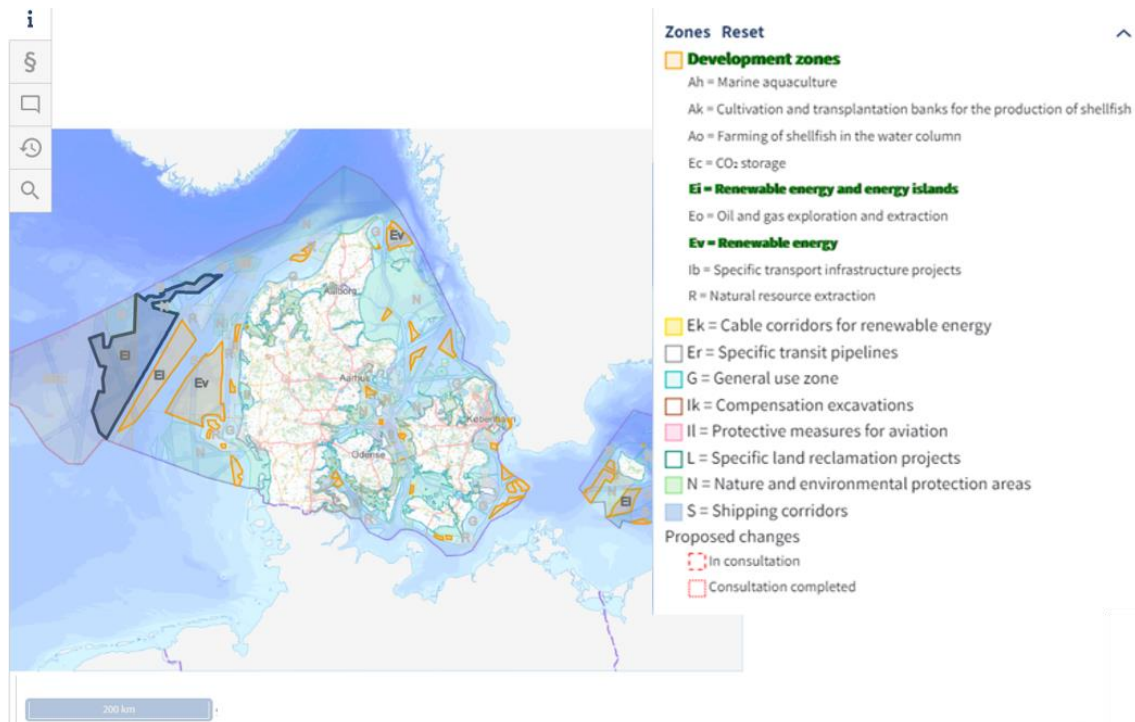 i
§
Zones Reset
Development zones
Ah = Marine aquaculture
Ak = Cultivation and transplantation banks for the production of shellfish
Ao = Farming of shellfish in the water column
Ec = CO₂ storage
Ei = Renewable energy and energy islands
Eo = Oil and gas exploration and extraction
Ev = Renewable energy
Ib = Specific transport infrastructure projects
R = Natural resource extraction
Ek = Cable corridors for renewable energy
Er = Specific transit pipelines
G = General use zone
Ik = Compensation excavations
Il = Protective measures for aviation
L = Specific land reclamation projects
N = Nature and environmental protection areas
S = Shipping corridors
Proposed changes
In consultation
Consultation completed
N
G
Ev
N
R
G
Aalborg
N
R
Ei
Ei
Ev
R
Aarhus
N
G
København
R
G
N
Odense
Ei
R
G
G
R
200 km